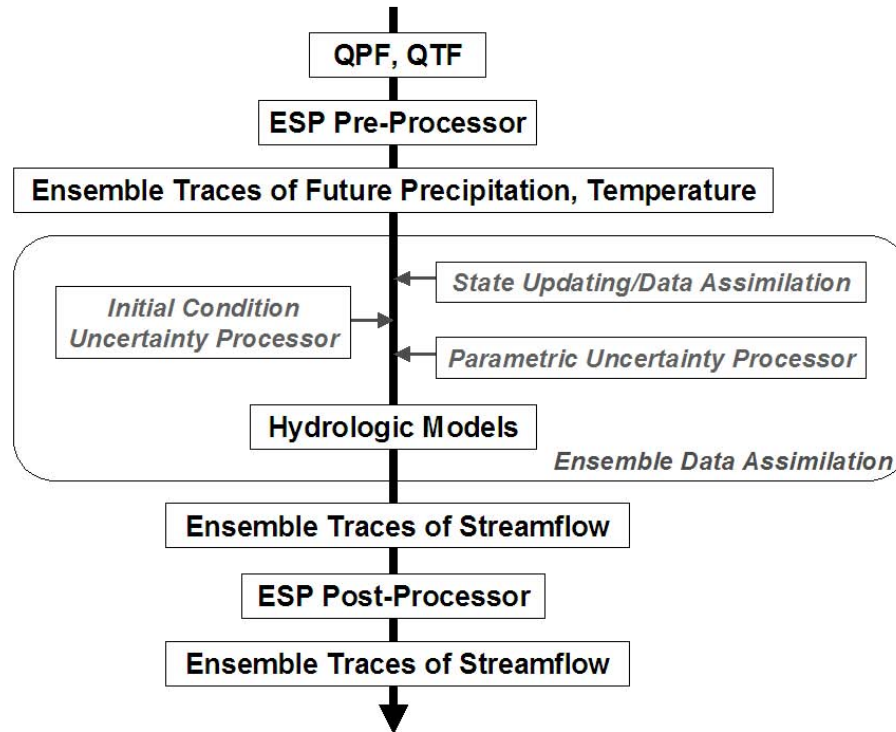 QPF, QTF
ESP Pre-Processor
Ensemble Traces of Future Precipitation, Temperature
State Updating/Data Assimilation
Initial Condition
Uncertainty Processor
Parametric Uncertainty Processor
Hydrologic Models
Ensemble Data Assimilation
Ensemble Traces of Streamflow
ESP Post-Processor
Ensemble Traces of Streamflow